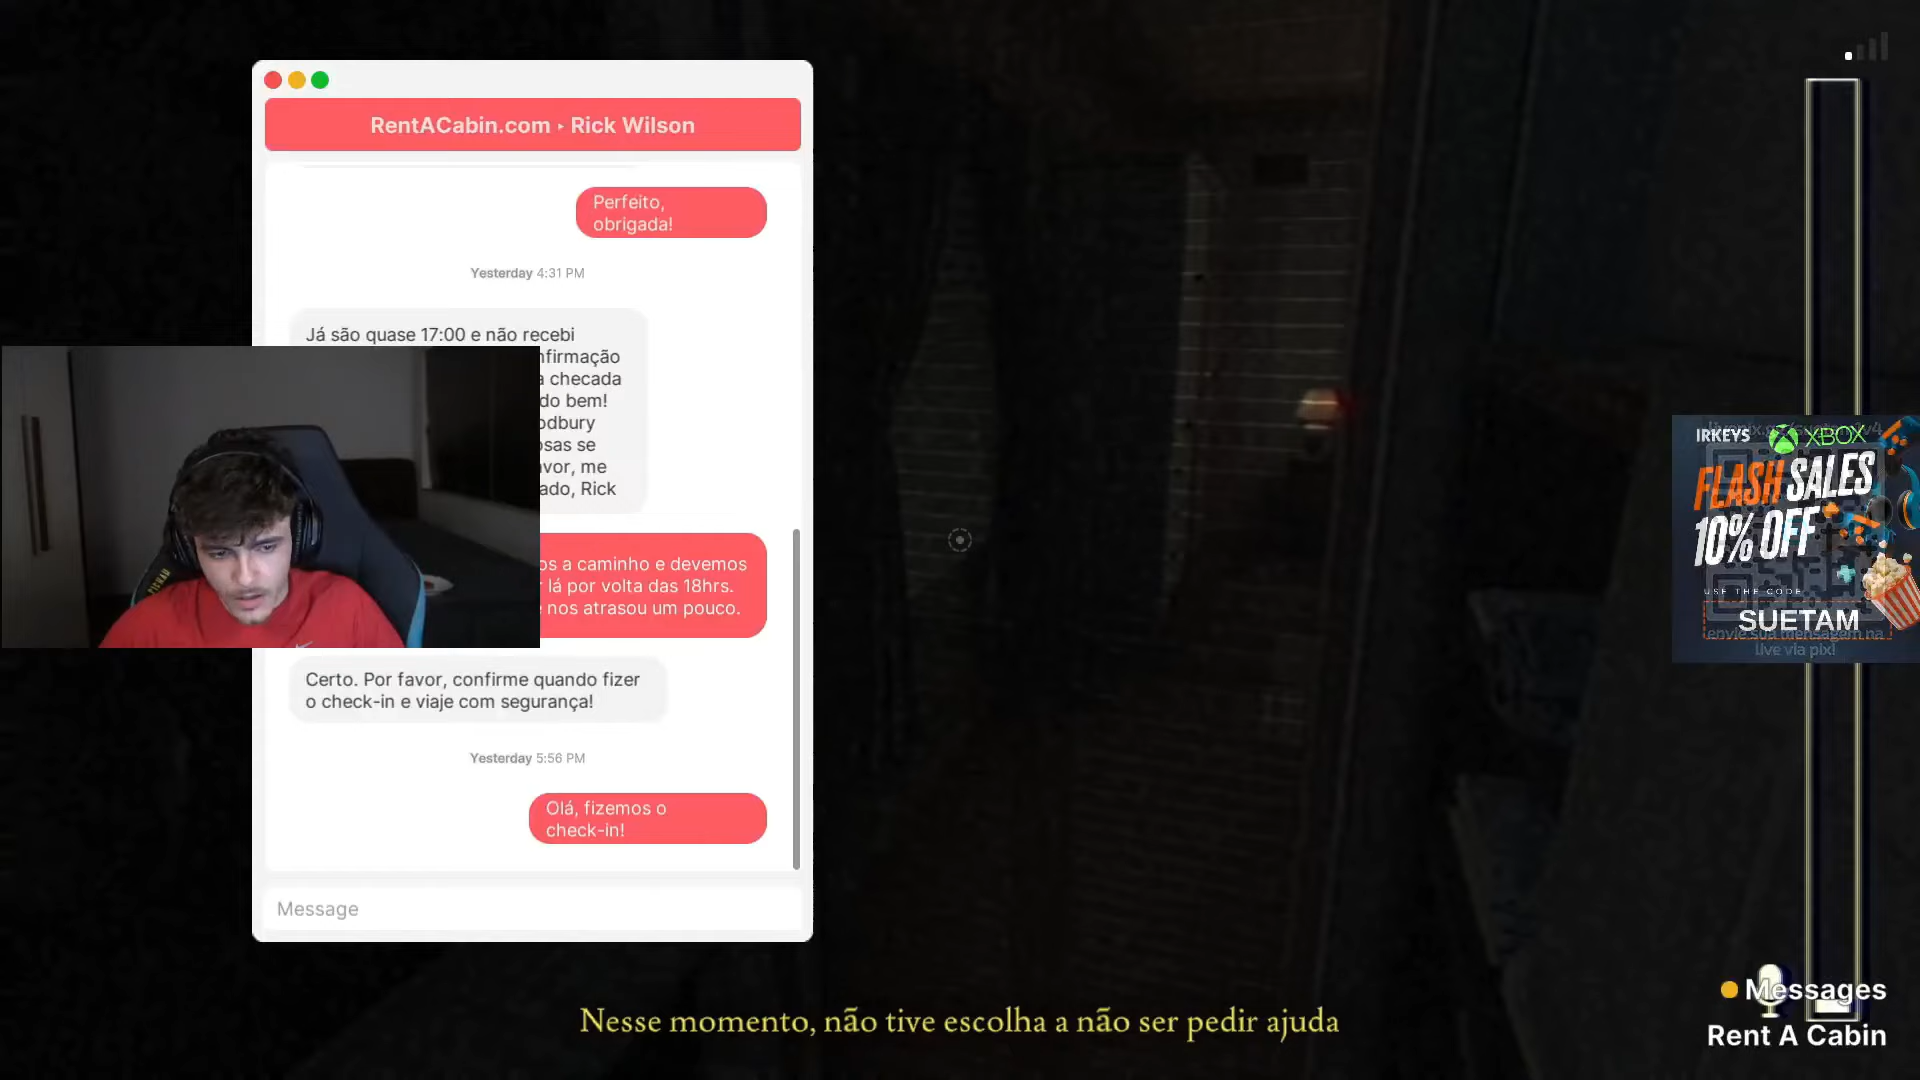 RentACabin.com • Rick Wilson
Perfeito,
obrigada!
Yesterday 4:31 PM
Já são quase 17:00 e não recebi
nfirmação
a checada
do bem!
odbury
osas se
avor, me
ado, Rick
os a caminho e devemos
lá por volta das 18hrs.
e nos atrasou um pouco.
Certo. Por favor, confirme quando fizer
o check-in e viaje com segurança!
Yesterday 5:56 PM
Olá, fizemos o
check-in!
Message
IRKEYS XBOX
FLASH SALES
10% OFF
USE THE CODE
SUETAM
envie sua mensagem na
live via pix!
Nesse momento, não tive escolha a não ser pedir ajuda
Messages
Rent A Cabin